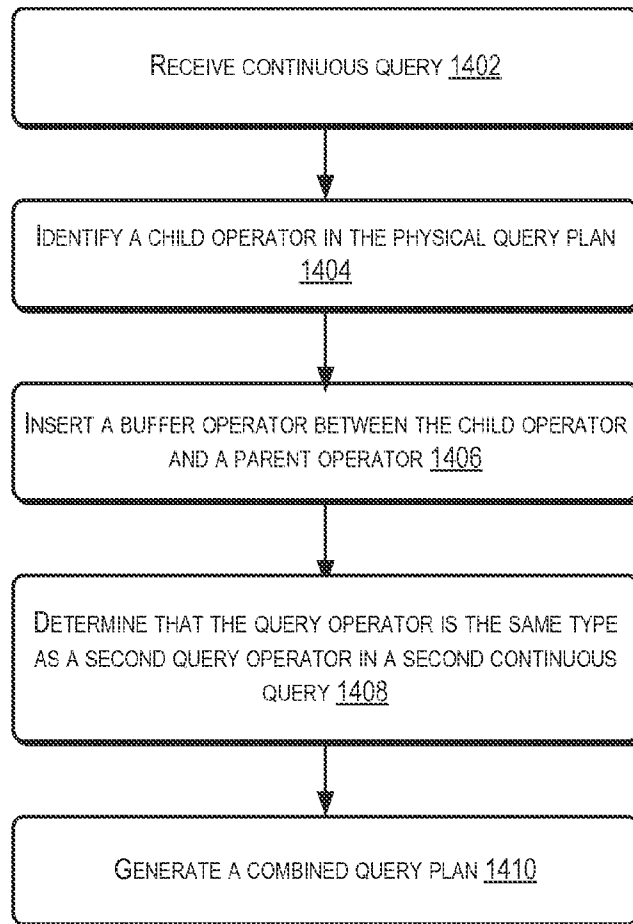 RECEIVE CONTINUOUS QUERY 1402
IDENTIFY A CHILD OPERATOR IN THE PHYSICAL QUERY PLAN
1404
INSERT A BUFFER OPERATOR BETWEEN THE CHILD OPERATOR
AND A PARENT OPERATOR 1406
DETERMINE THAT THE QUERY OPERATOR IS THE SAME TYPE
AS A SECOND QUERY OPERATOR IN A SECOND CONTINUOUS
QUERY 1408
GENERATE A COMBINED QUERY PLAN 1410